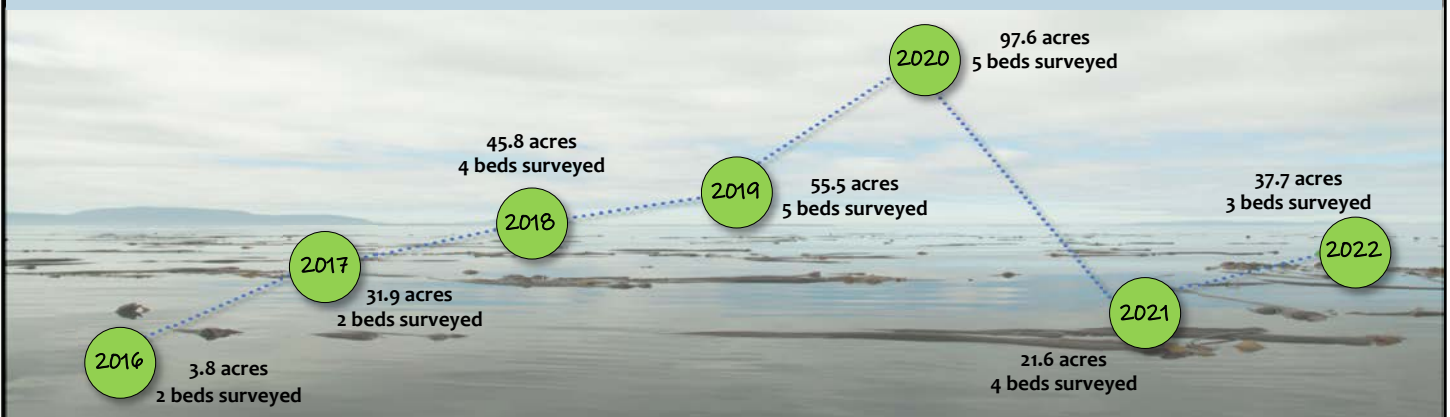 2016
3.8 acres
2 beds surveyed
2017
31.9 acres
2 beds surveyed
45.8 acres
4 beds surveyed
2018
2019
55.5 acres
5 beds surveyed
2020
97.6 acres
5 beds surveyed
2021
21.6 acres
4 beds surveyed
37.7 acres
3 beds surveyed
2022